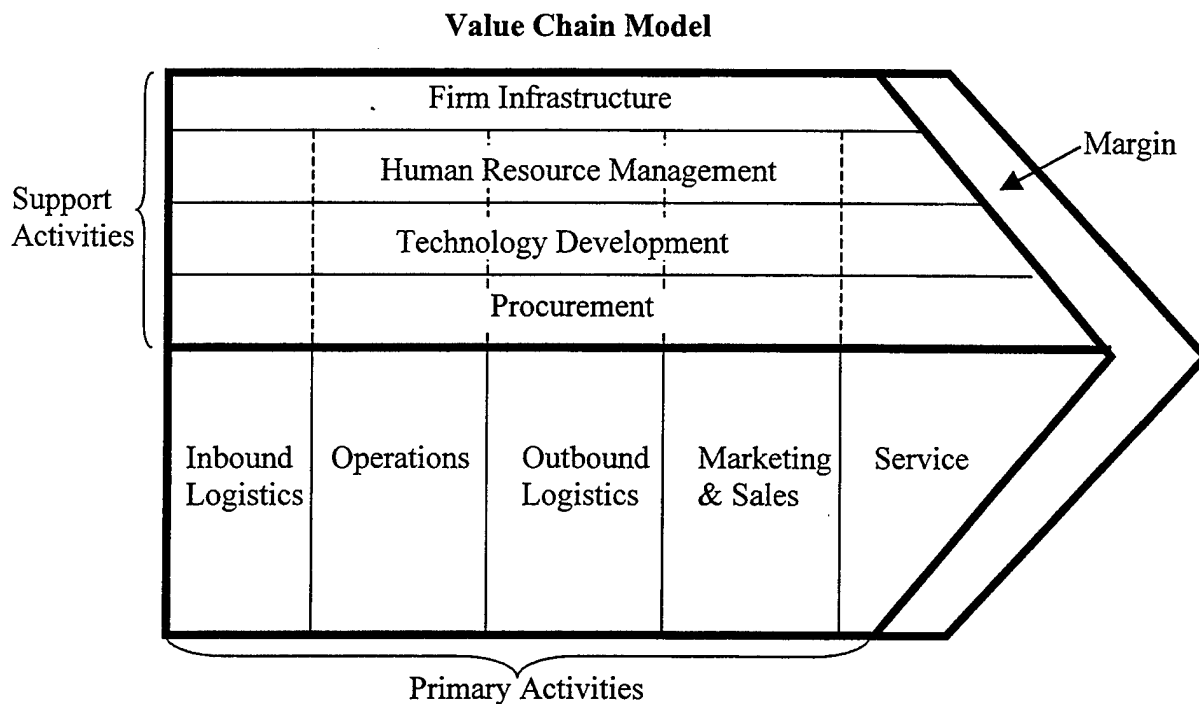 Value Chain Model
Firm Infrastructure
Human Resource Management
Technology Development
Procurement
Support
Activities
Margin
Inbound
Logistics
Operations
Outbound
Logistics
Marketing
& Sales
Service
Primary Activities